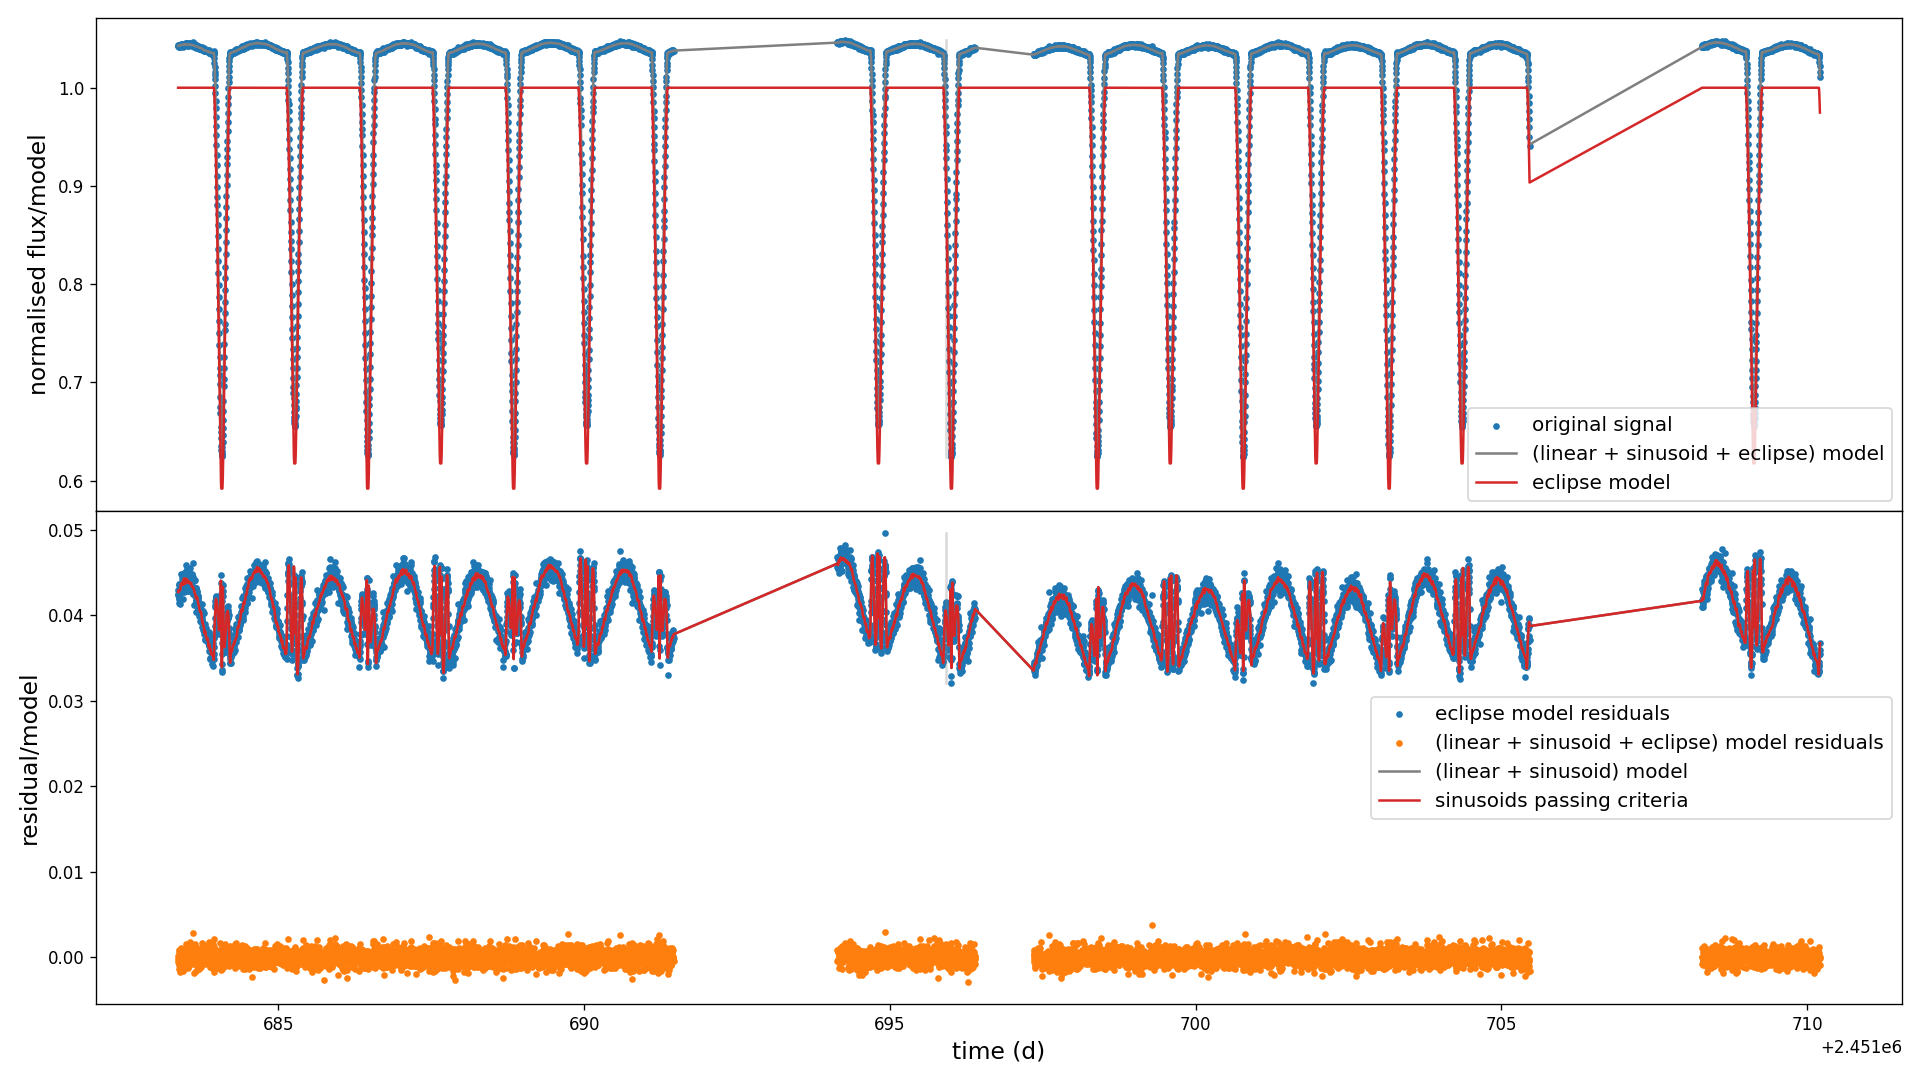 normalised flux/model
1.0
0.9
0.8
0.7
0.6
original signal
(linear + sinusoid + eclipse) model
eclipse model
residual/model
0.05
0.04
0.03
0.02
0.01
0.00
eclipse model residuals
(linear + sinusoid + eclipse) model residuals
(linear + sinusoid) model
sinusoids passing criteria
685 690 695 700 705 710
+2.451e6
time (d)